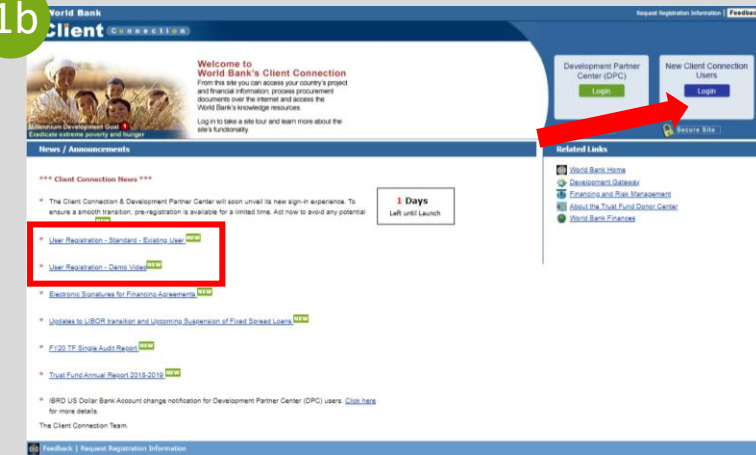 1b
World Bank
Client Connection
Request Registration Information | Feedback
Welcome to
World Bank's Client Connection
From this site you can access your country's project
and financial information; process procurement
documents over the internet and access the
World Bank's knowledge resources.
Log in to take a site tour and learn more about the
site's functionality.
Millennium Development Goal 1
Eradicate extreme poverty and hunger
Development Partner
Center (DPC)
Login
New Client Connection
Users
Login
Secure Site
News / Announcements
Related Links
*** Client Connection News ***
* The Client Connection & Development Partner Center will soon unveil its new sign-in experience. To
ensure a smooth transition, pre-registration is available for a limited time. Act now to avoid any potential
NEW
1 Days
Left until Launch
* User Registration - Standard - Existing User NEW
* User Registration - Demo Video NEW
* Electronic Signatures for Financing Agreements NEW
* Updates to LIBOR transition and Upcoming Suspension of Fixed Spread Loans NEW
* FY20 TF Single Audit Report NEW
* Trust Fund Annual Report 2018-2019 NEW
* IBRD US Dollar Bank Account change notification for Development Partner Center (DPC) users. Click here
for more details.
The Client Connection Team.
World Bank Home
Development Gateway
Financing and Risk Management
About the Trust Fund Donor Center
World Bank Finances
Feedback | Request Registration Information